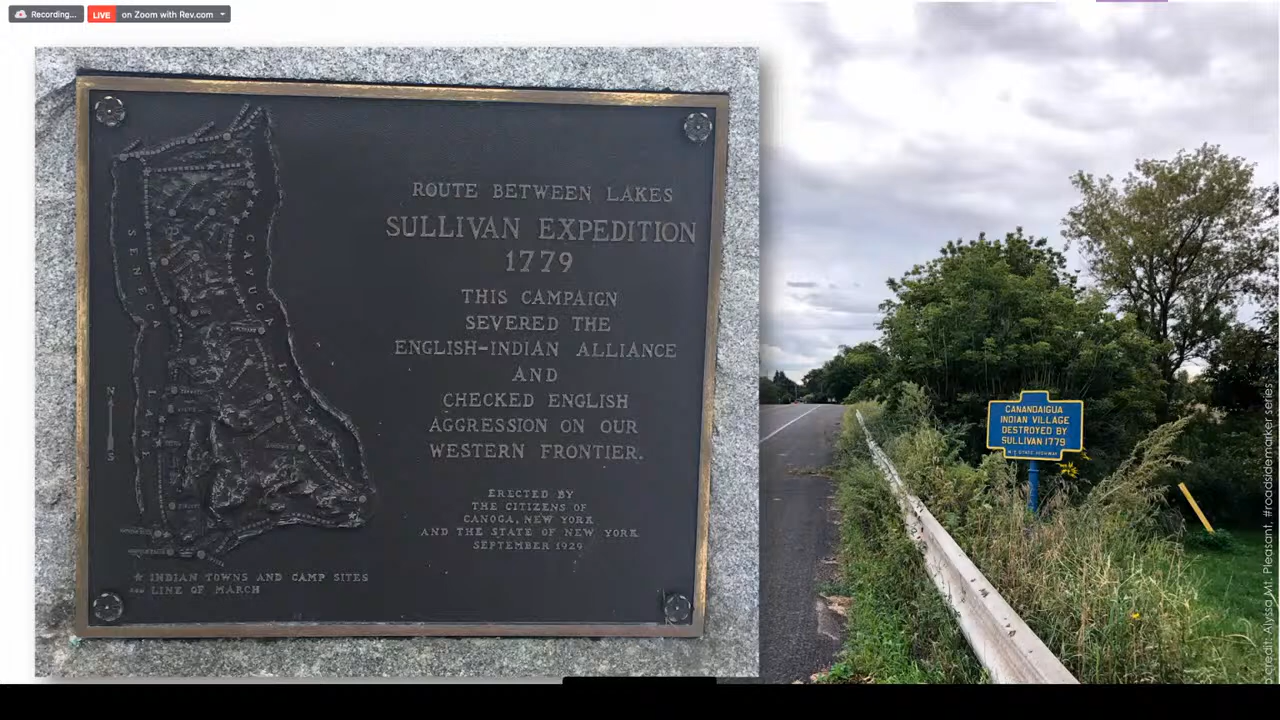 Recording...
LIVE on Zoom with Rev.com
ROUTE BETWEEN LAKES
SULLIVAN EXPEDITION
1779
THIS CAMPAIGN
SEVERED THE
ENGLISH-INDIAN ALLIANCE
AND
CHECKED ENGLISH
AGGRESSION ON OUR
WESTERN FRONTIER.
ERECTED BY
THE CITIZENS OF
CANOGA, NEW YORK
AND THE STATE OF NEW YORK
SEPTEMBER 1929
SENECA LAKE
CAYUGA LAKE
N
S
★ INDIAN TOWNS AND CAMP SITES
LINE OF MARCH
CANANDAIGUA
INDIAN VILLAGE
DESTROYED BY
SULLIVAN 1779
N.Y. STATE HIGHWAY
credit: Alyssa Mt. Pleasant, #roadsidemarker series